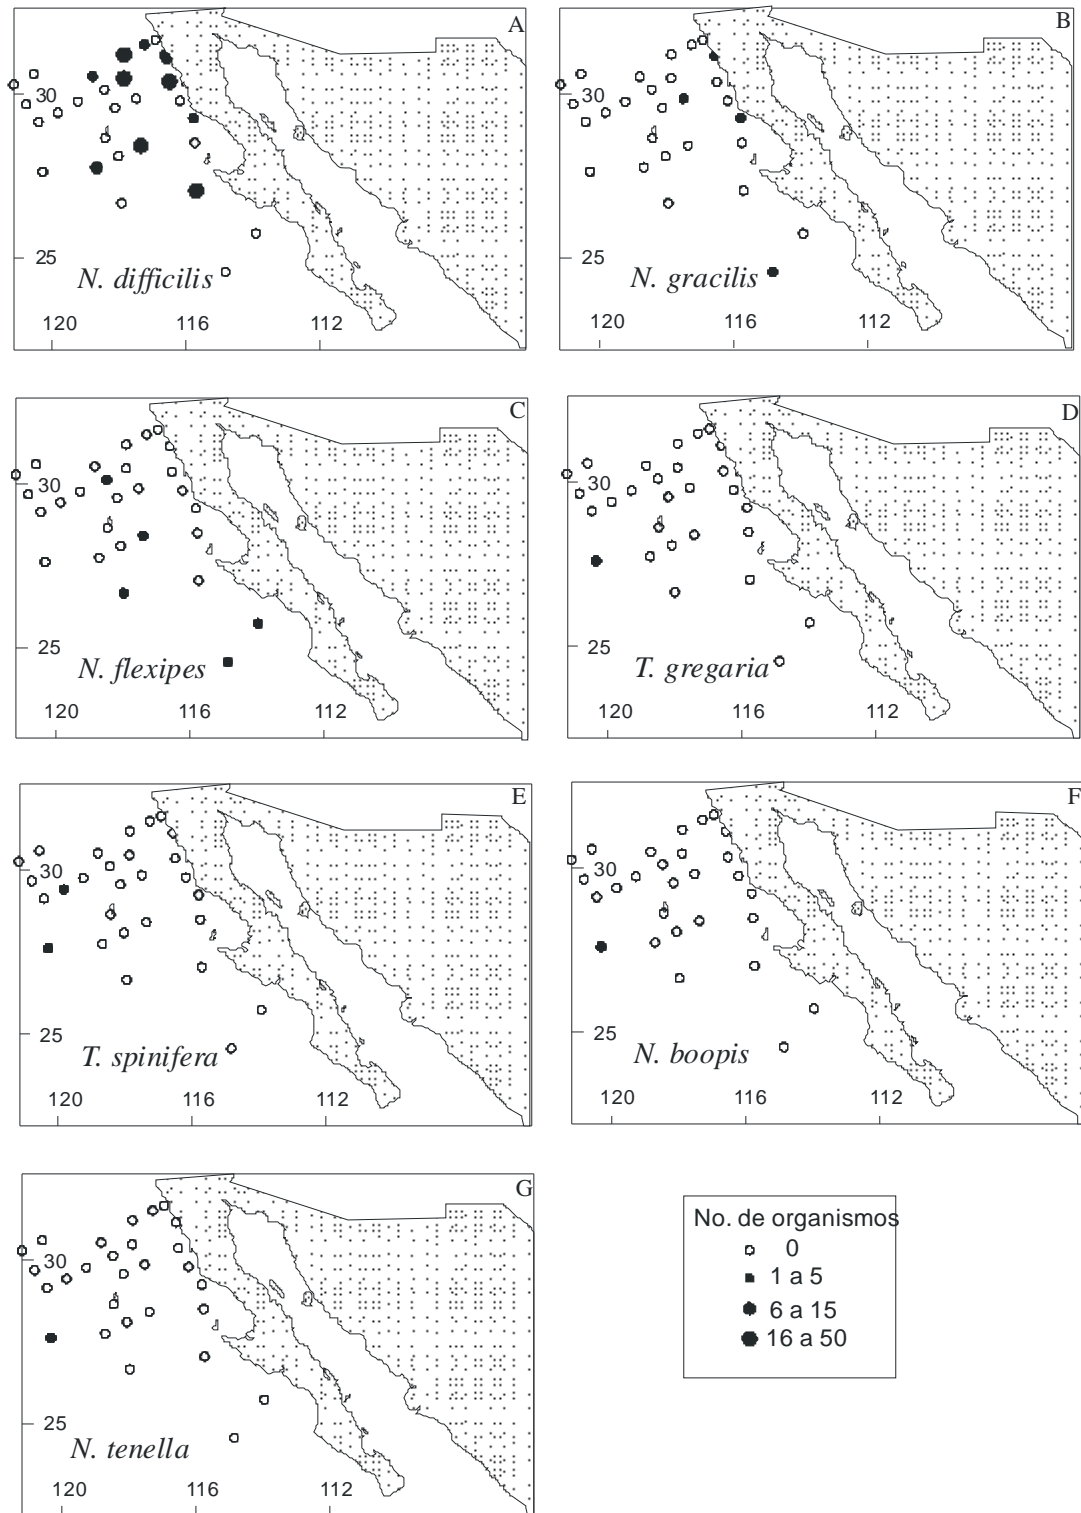 A
30
25
N. difficilis
120 116 112
B
30
25
N. gracilis
120 116 112
C
30
25
N. flexipes
120 116 112
D
30
25
T. gregaria
120 116 112
E
30
25
T. spinifera
120 116 112
F
30
25
N. boopis
120 116 112
G
30
25
N. tenella
120 116 112
No. de organismos
0
1 a 5
6 a 15
16 a 50